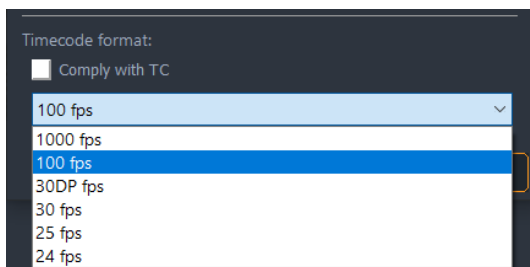 Timecode format:
Comply with TC
100 fps
1000 fps
100 fps
30DP fps
30 fps
25 fps
24 fps